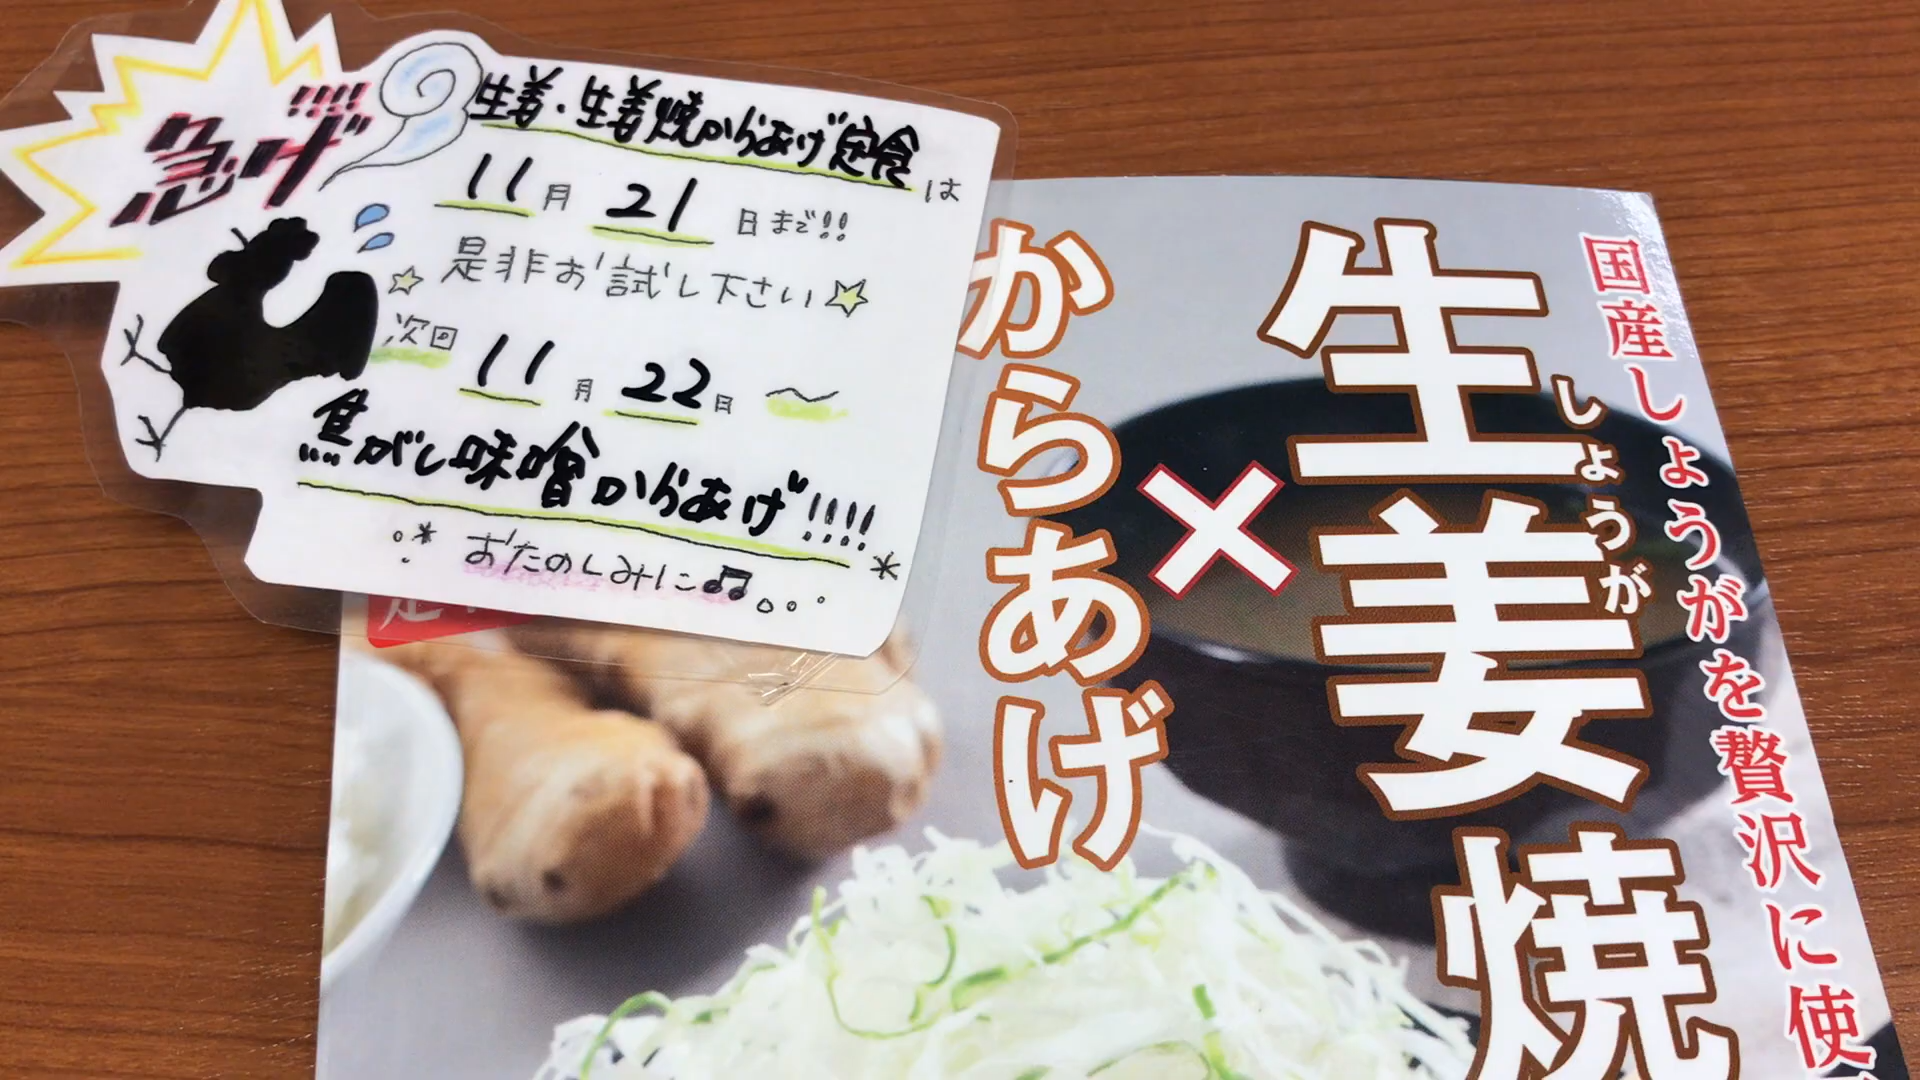 急げ!!!!
生姜・生姜焼からあげ定食は
11月21日まで!!
☆是非お試し下さい☆
次回
11月22日〜
焦がし味噌からあげ!!!!
おたのしみに♫
国産しょうがを贅沢に使
生姜焼
しょうが
×
からあげ